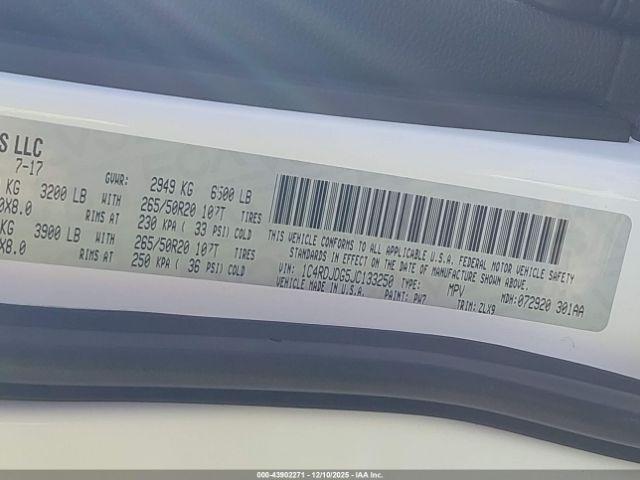 S LLC
7-17
GVWR: 2949 KG 6500 LB
KG 3200 LB WITH 265/50R20 107T TIRES
0X8.0 RIMS AT 230 KPA ( 33 PSI) COLD
KG 3900 LB WITH 265/50R20 107T TIRES
0X8.0 RIMS AT 250 KPA ( 36 PSI) COLD
THIS VEHICLE CONFORMS TO ALL APPLICABLE U.S.A. FEDERAL MOTOR VEHICLE SAFETY
STANDARDS IN EFFECT ON THE DATE OF MANUFACTURE SHOWN ABOVE.
VIN: 1C4RDJDG5JC133250 TYPE: MPV MDH: 072920 301AA
MADE IN U.S.A. PAINT: PW7 TRIM: ZLX9
000-43902271 - 12/10/2025 - IAA Inc.